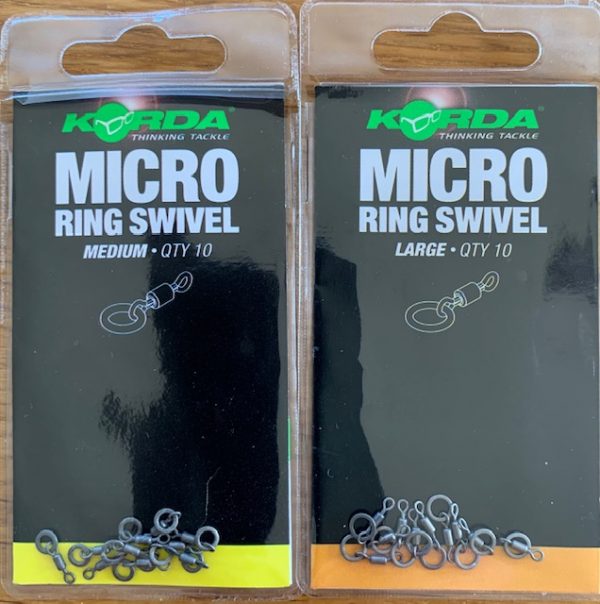 KORDA®
THINKING TACKLE
MICRO
RING SWIVEL
MEDIUM • QTY 10
KORDA®
THINKING TACKLE
MICRO
RING SWIVEL
LARGE • QTY 10